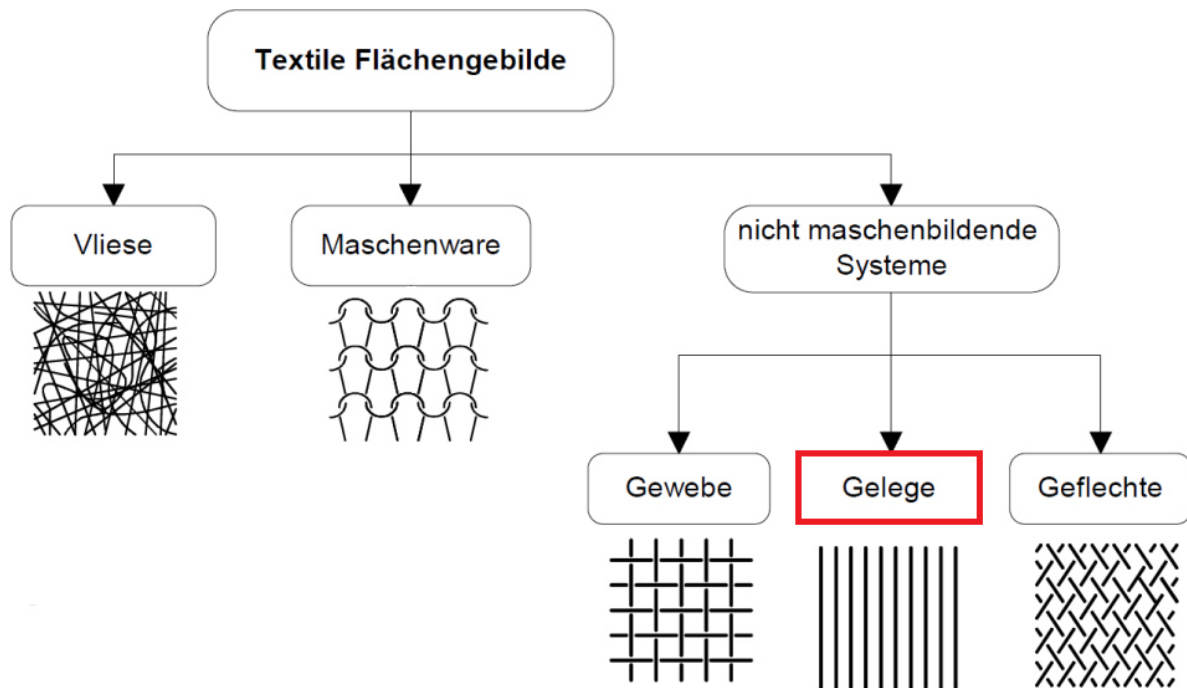 Textile Flächengebilde
Vliese
Maschenware
nicht maschenbildende
Systeme
Gewebe
Gelege
Geflechte